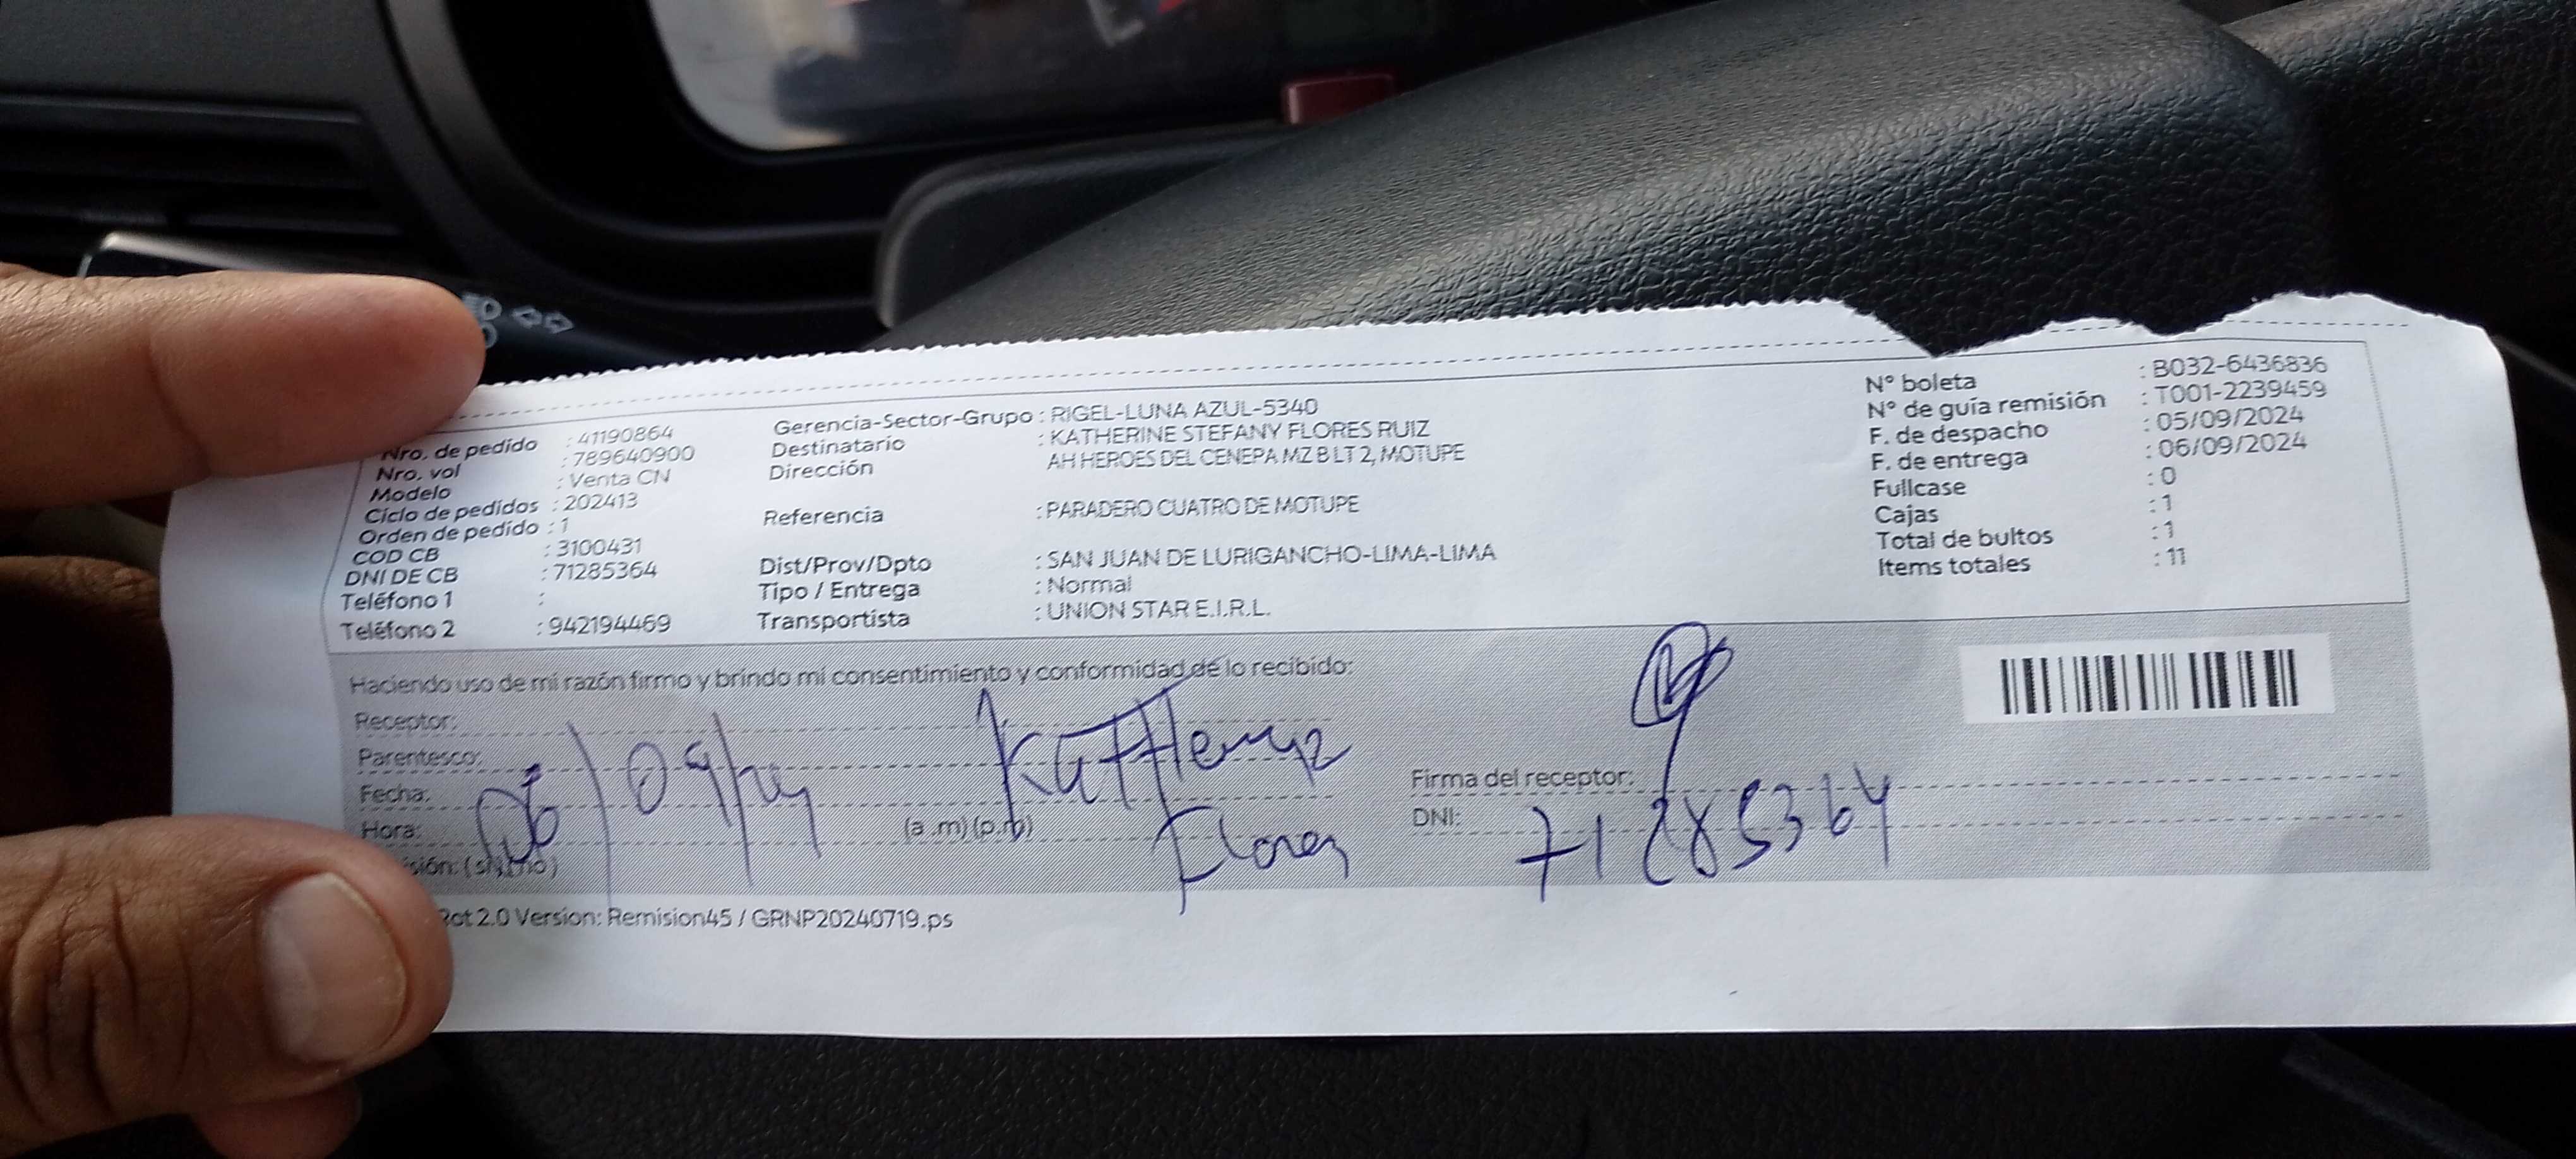 Nro. de pedido : 41190864
Nro. vol : 789640900
Modelo : Venta CN
Ciclo de pedidos : 202413
Orden de pedido : 1
COD CB : 3100431
DNI DE CB : 71285364
Teléfono 1 :
Teléfono 2 : 942194469
Gerencia-Sector-Grupo : RIGEL-LUNA AZUL-5340
Destinatario : KATHERINE STEFANY FLORES RUIZ
Dirección AH HEROES DEL CENEPA MZ B LT 2, MOTUPE
Referencia : PARADERO CUATRO DE MOTUPE
Dist/Prov/Dpto : SAN JUAN DE LURIGANCHO-LIMA-LIMA
Tipo / Entrega : Normal
Transportista : UNION STAR E.I.R.L.
N° boleta : B032-6436836
N° de guía remisión : T001-2239459
F. de despacho : 05/09/2024
F. de entrega : 06/09/2024
Fullcase : 0
Cajas : 1
Total de bultos : 1
Items totales : 11
Haciendo uso de mi razón firmo y brindo mi consentimiento y conformidad de lo recibido:
Receptor:
Parentesco:
Fecha: 06/09/24
Hora: (a.m) (p.m)
Flores
Firma del receptor:
DNI: 71285364
2.0 Version: Remision45 / GRNP20240719.ps